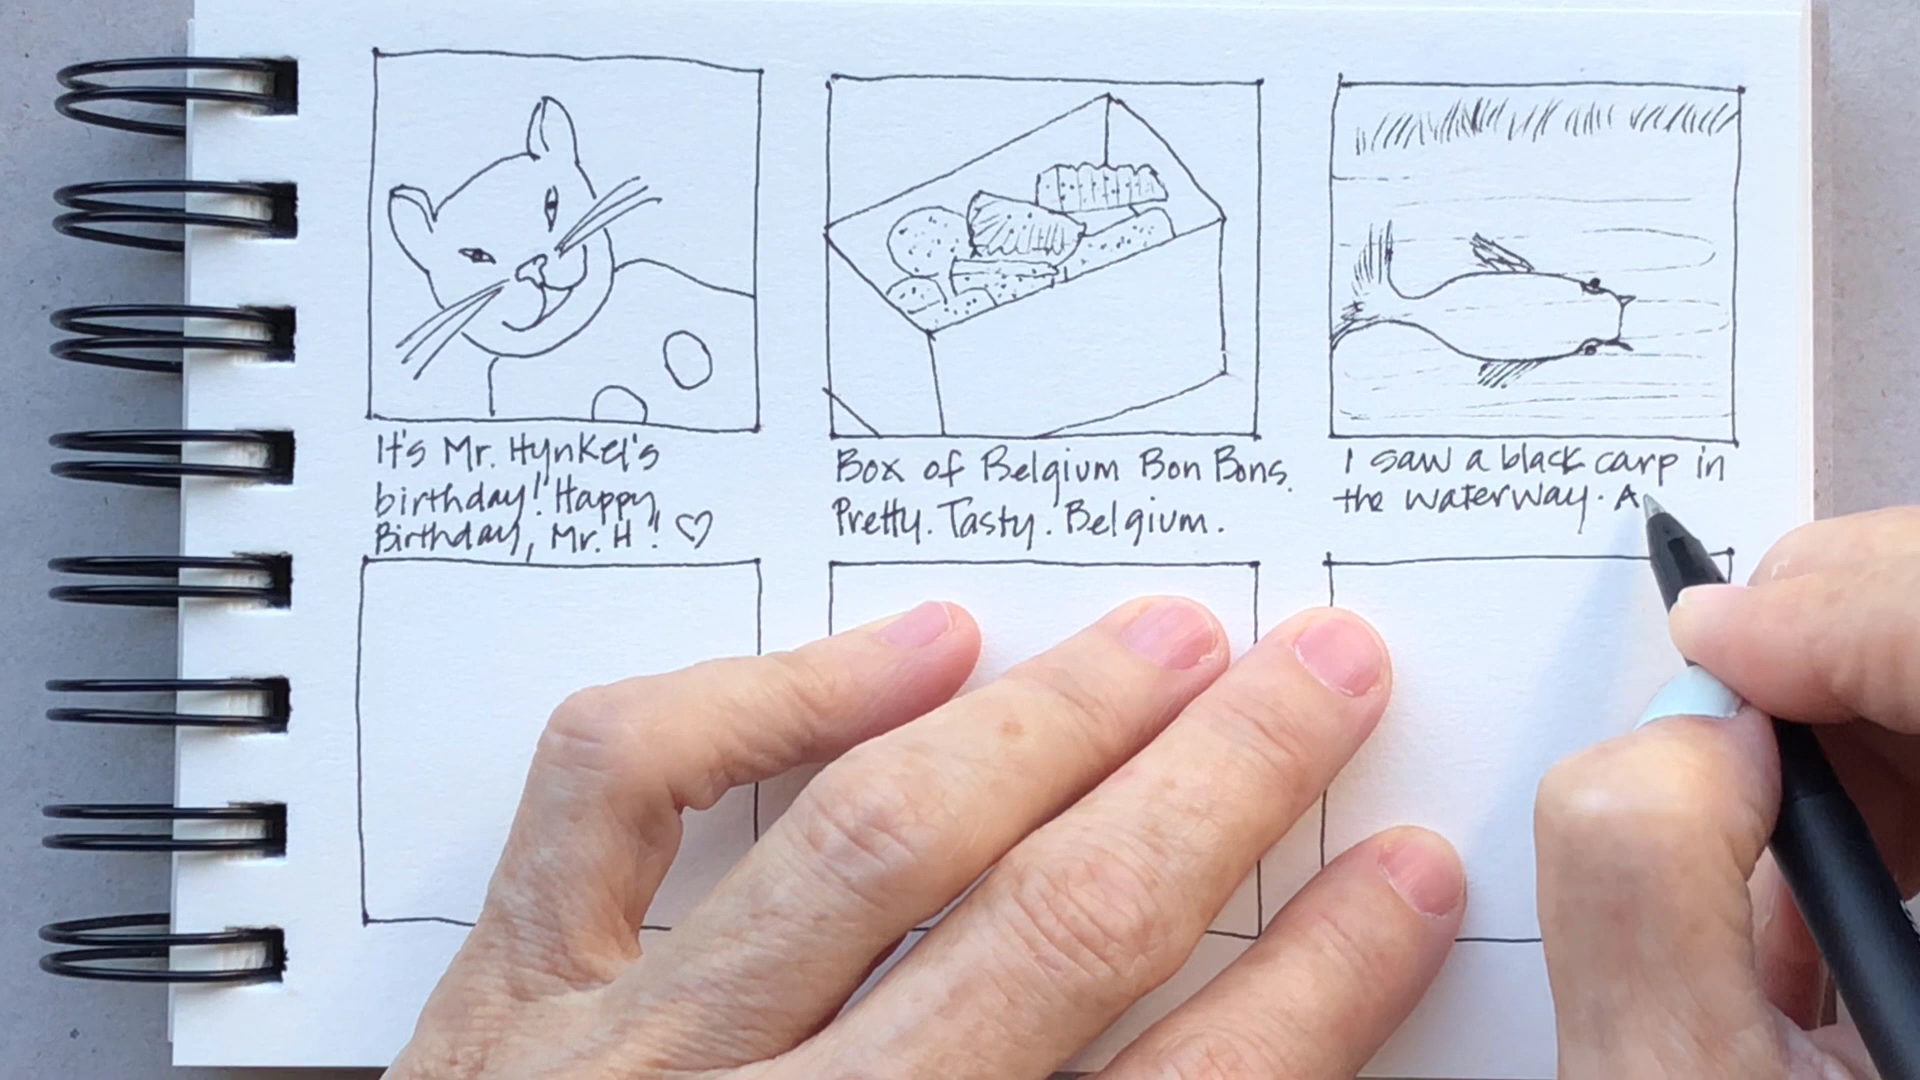 It's Mr. Hynkel's
birthday! Happy
Birthday, Mr. H! ♡
Box of Belgium Bon Bons.
Pretty. Tasty. Belgium.
I saw a black carp in
the waterway. A